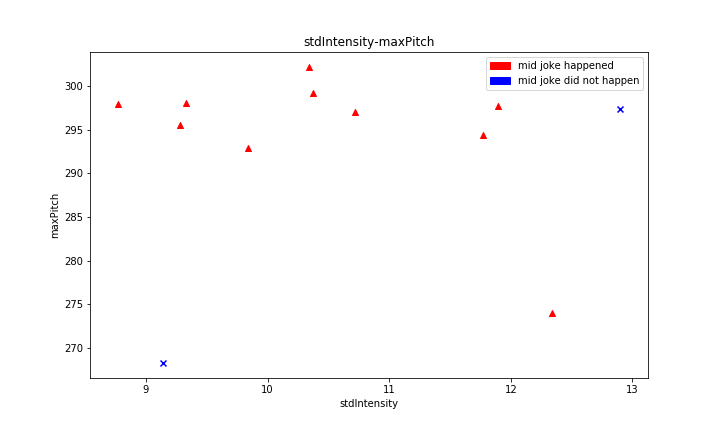 stdIntensity-maxPitch
mid joke happened
mid joke did not happen
maxPitch
300
295
290
285
280
275
270
9
10
11
12
13
stdIntensity